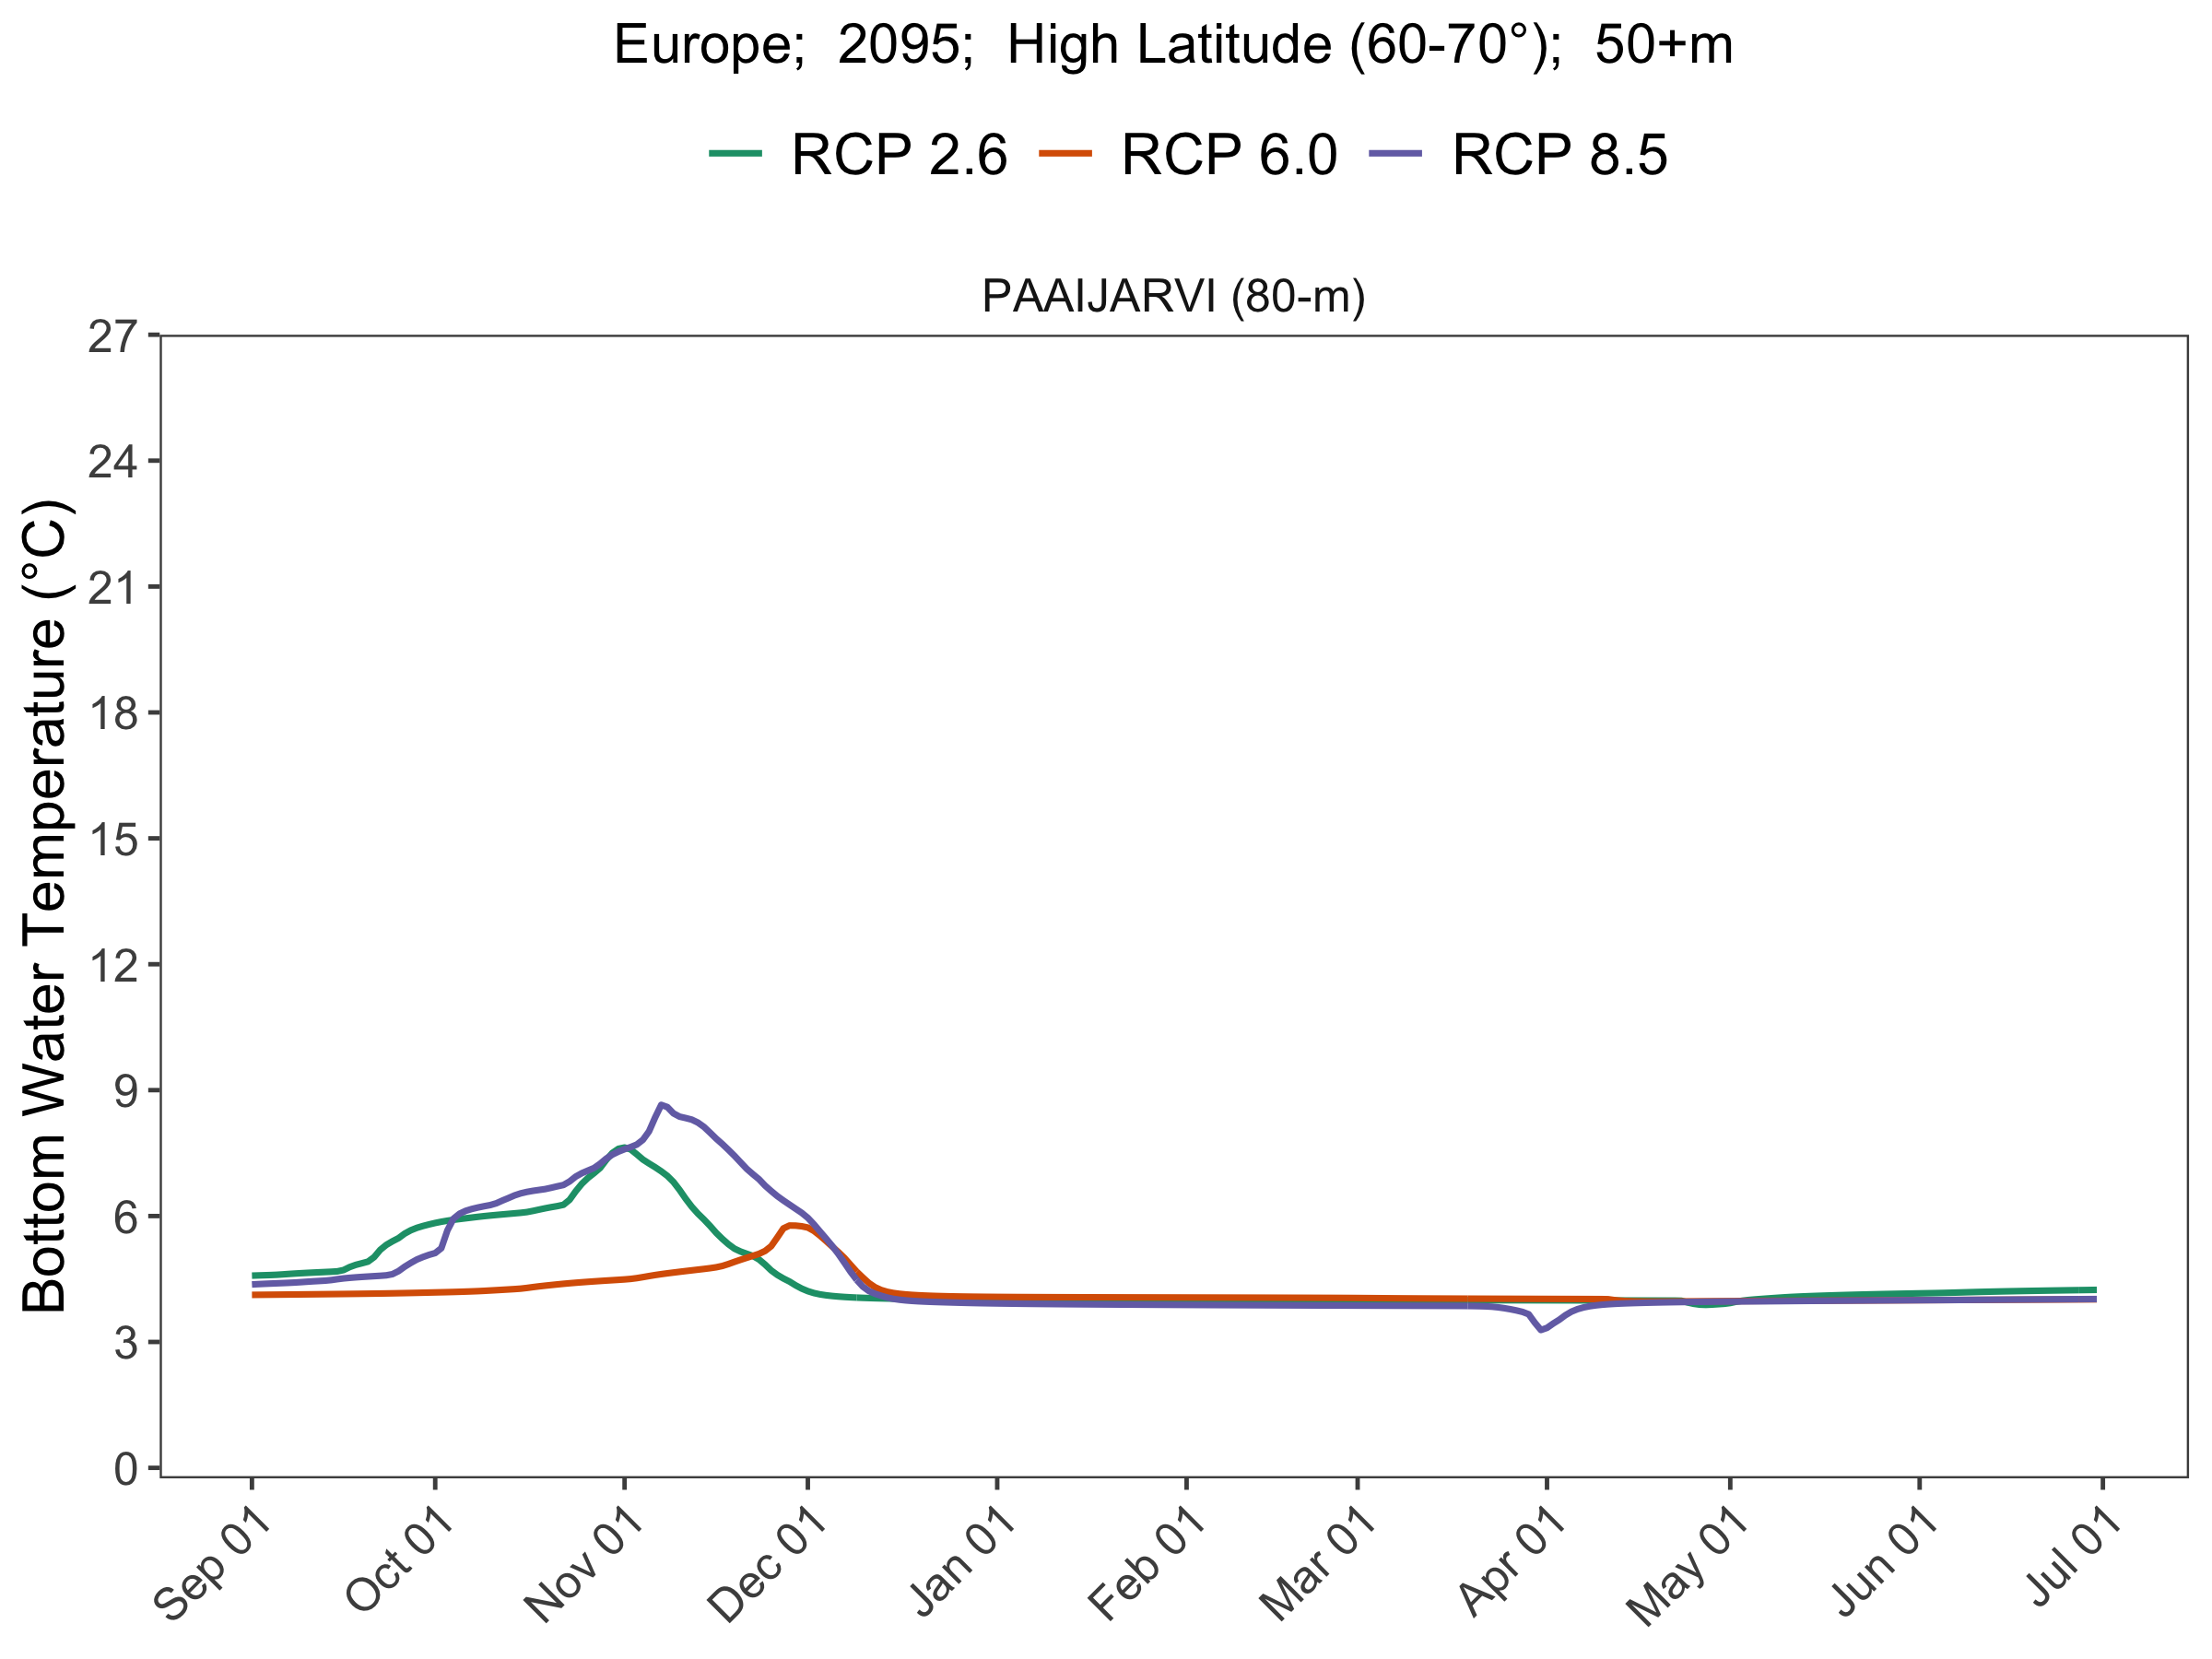 Europe;  2095;  High Latitude (60-70°);  50+m
RCP 2.6 RCP 6.0 RCP 8.5
PAAIJARVI (80-m)
Bottom Water Temperature (°C)
27
24
21
18
15
12
9
6
3
0
Sep 01 Oct 01 Nov 01 Dec 01 Jan 01 Feb 01 Mar 01 Apr 01 May 01 Jun 01 Jul 01